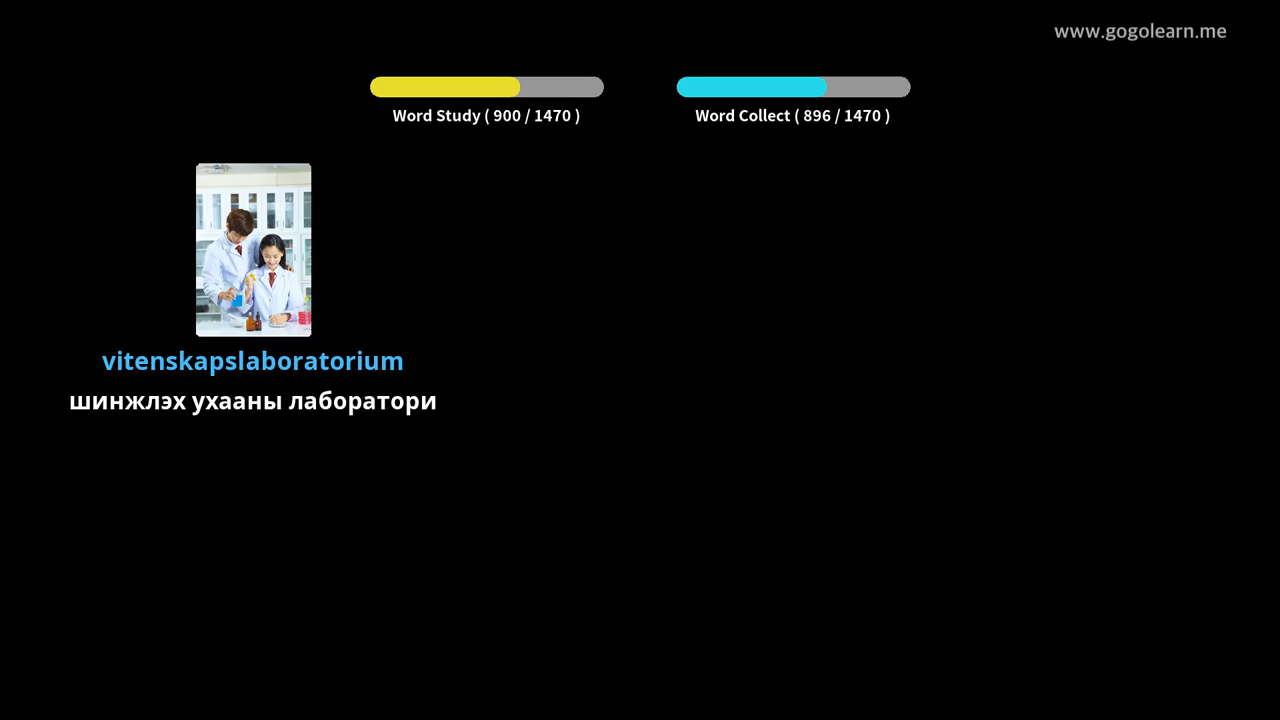 www.gogolearn.me
Word Study ( 900 / 1470 )
Word Collect ( 896 / 1470 )
vitenskapslaboratorium
шинжлэх ухааны лаборатори